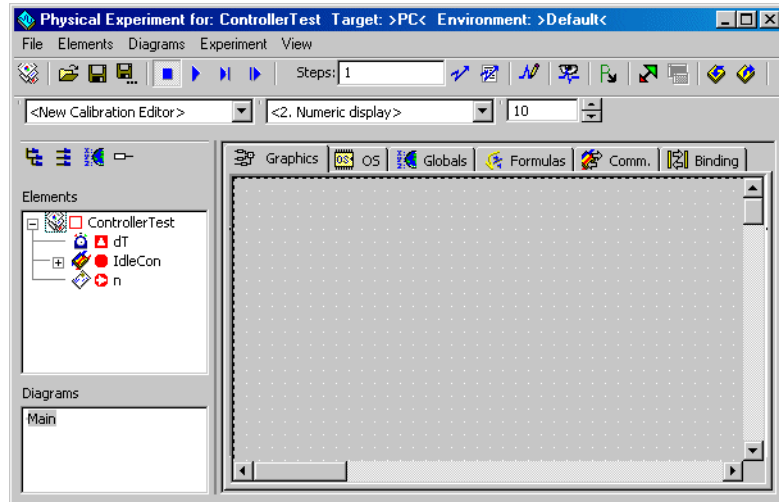 Physical Experiment for: ControllerTest Target: >PC< Environment: >Default<
File Elements Diagrams Experiment View
Steps: 1
<New Calibration Editor> <2. Numeric display> 10
Graphics OS Globals Formulas Comm. Binding
Elements
ControllerTest
dT
IdleCon
n
Diagrams
Main